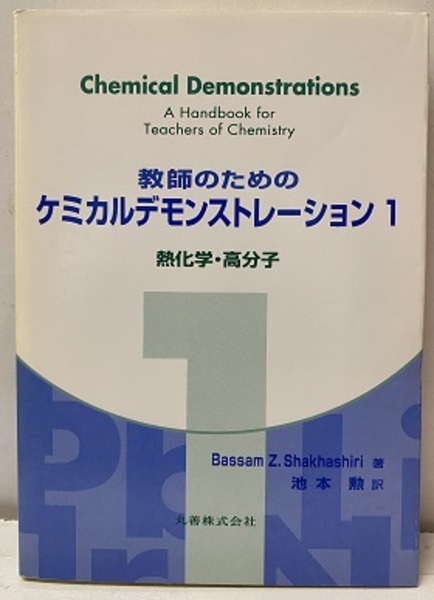 Chemical Demonstrations
A Handbook for
Teachers of Chemistry
教師のための
ケミカルデモンストレーション 1
熱化学・高分子
1
Bassam Z. Shakhashiri 著
池本 勲 訳
丸善株式会社